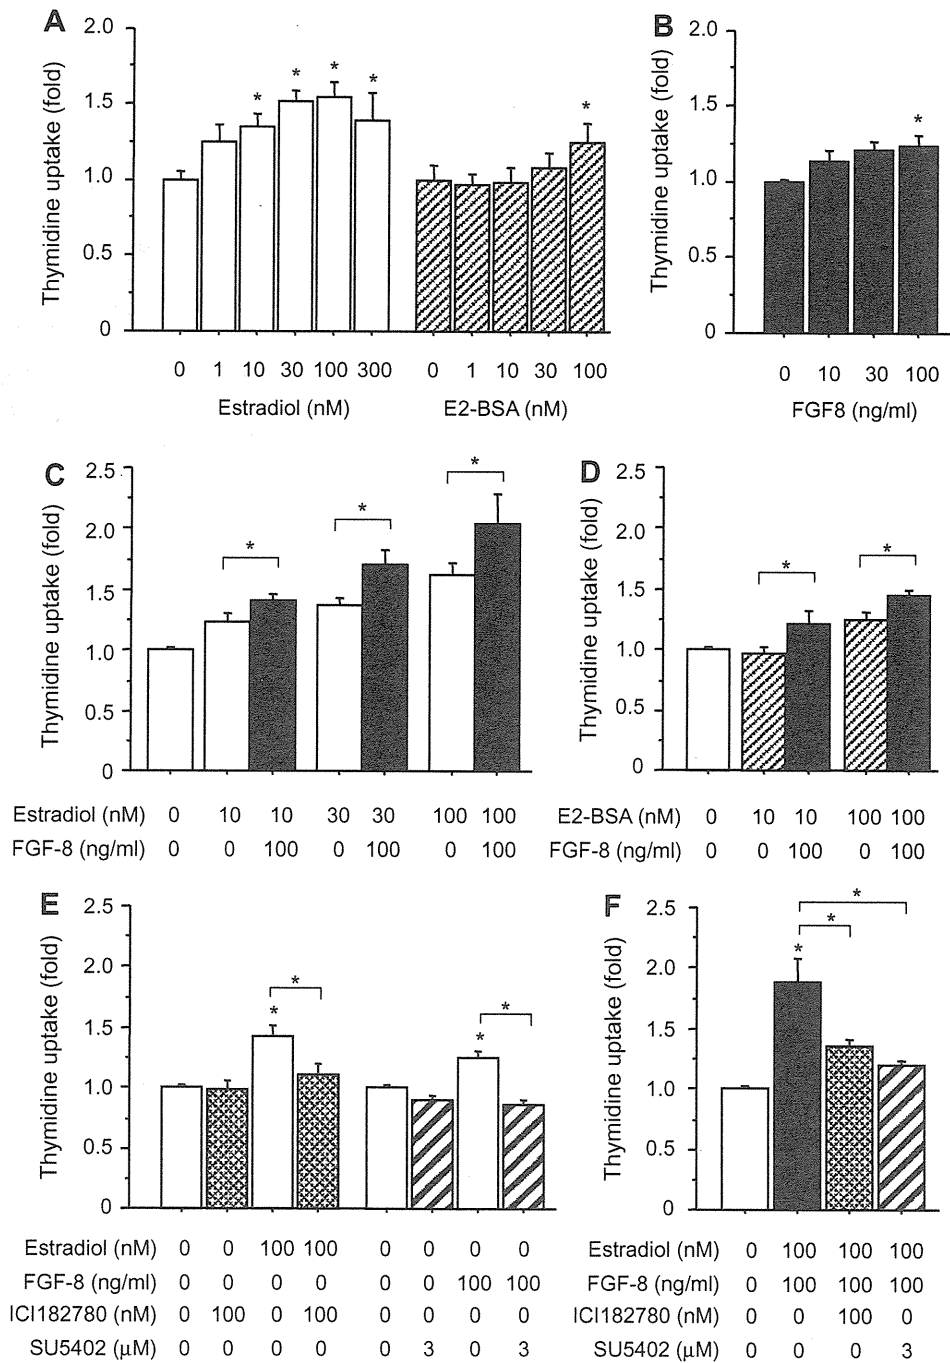 A
B
2.0
1.5
1.0
0.5
0
Thymidine uptake (fold)
* * * * *
0 1 10 30 100 300 0 1 10 30 100
Estradiol (nM) E2-BSA (nM)
2.0
1.5
1.0
0.5
0
Thymidine uptake (fold)
*
0 10 30 100
FGF8 (ng/ml)
C
2.5
2.0
1.5
1.0
0.5
0
Thymidine uptake (fold)
* * *
Estradiol (nM) 0 10 10 30 30 100 100
FGF-8 (ng/ml) 0 0 100 0 100 0 100
D
2.5
2.0
1.5
1.0
0.5
0
Thymidine uptake (fold)
* *
E2-BSA (nM) 0 10 10 100 100
FGF-8 (ng/ml) 0 0 100 0 100
E
2.5
2.0
1.5
1.0
0.5
0
Thymidine uptake (fold)
* * * *
Estradiol (nM) 0 0 100 100 0 0 0 0
FGF-8 (ng/ml) 0 0 0 0 0 0 100 100
ICI182780 (nM) 0 100 0 100 0 0 0 0
SU5402 (μM) 0 0 0 0 0 3 0 3
F
2.5
2.0
1.5
1.0
0.5
0
Thymidine uptake (fold)
* * *
Estradiol (nM) 0 100 100 100
FGF-8 (ng/ml) 0 100 100 100
ICI182780 (nM) 0 0 100 0
SU5402 (μM) 0 0 0 3